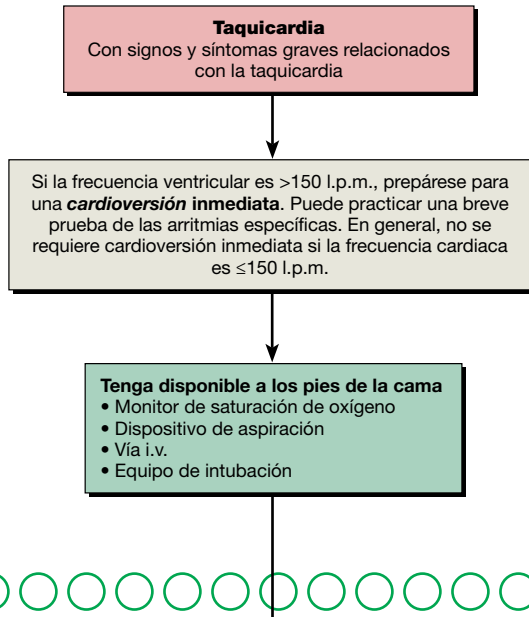 Taquicardia
Con signos y síntomas graves relacionados
con la taquicardia
Si la frecuencia ventricular es >150 l.p.m., prepárese para
una cardioversión inmediata. Puede practicar una breve
prueba de las arritmias específicas. En general, no se
requiere cardioversión inmediata si la frecuencia cardiaca
es ≤150 l.p.m.
Tenga disponible a los pies de la cama
• Monitor de saturación de oxígeno
• Dispositivo de aspiración
• Vía i.v.
• Equipo de intubación